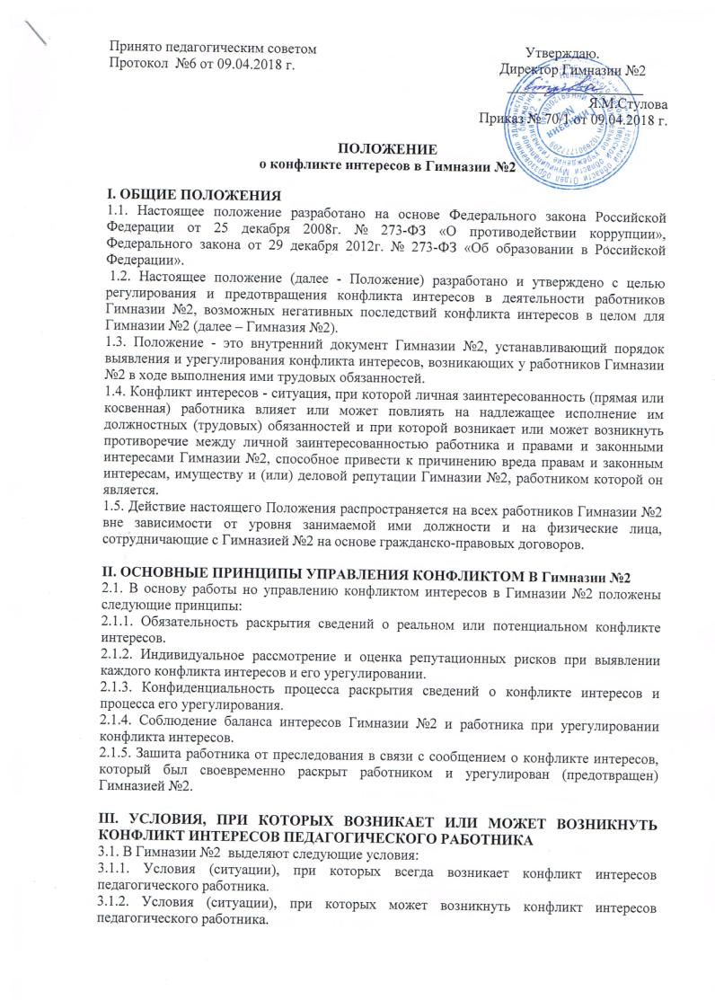 Принято педагогическим советом
Утверждаю.
Протокол №6 от 09.04.2018 г.
Директор Гимназии №2
Я.М.Стулова
Приказ № 70/1 от 09.04.2018 г.
ПОЛОЖЕНИЕ
о конфликте интересов в Гимназии №2
I. ОБЩИЕ ПОЛОЖЕНИЯ
1.1. Настоящее положение разработано на основе Федерального закона Российской
Федерации от 25 декабря 2008г. № 273-ФЗ «О противодействии коррупции»,
Федерального закона от 29 декабря 2012г. № 273-ФЗ «Об образовании в Российской
Федерации».
1.2. Настоящее положение (далее - Положение) разработано и утверждено с целью
регулирования и предотвращения конфликта интересов в деятельности работников
Гимназии №2, возможных негативных последствий конфликта интересов в целом для
Гимназии №2 (далее – Гимназия №2).
1.3. Положение - это внутренний документ Гимназии №2, устанавливающий порядок
выявления и урегулирования конфликта интересов, возникающих у работников Гимназии
№2 в ходе выполнения ими трудовых обязанностей.
1.4. Конфликт интересов - ситуация, при которой личная заинтересованность (прямая или
косвенная) работника влияет или может повлиять на надлежащее исполнение им
должностных (трудовых) обязанностей и при которой возникает или может возникнуть
противоречие между личной заинтересованностью работника и правами и законными
интересами Гимназии №2, способное привести к причинению вреда правам и законным
интересам, имуществу и (или) деловой репутации Гимназии №2, работником которой он
является.
1.5. Действие настоящего Положения распространяется на всех работников Гимназии №2
вне зависимости от уровня занимаемой ими должности и на физические лица,
сотрудничающие с Гимназией №2 на основе гражданско-правовых договоров.
II. ОСНОВНЫЕ ПРИНЦИПЫ УПРАВЛЕНИЯ КОНФЛИКТОМ В Гимназии №2
2.1. В основу работы но управлению конфликтом интересов в Гимназии №2 положены
следующие принципы:
2.1.1. Обязательность раскрытия сведений о реальном или потенциальном конфликте
интересов.
2.1.2. Индивидуальное рассмотрение и оценка репутационных рисков при выявлении
каждого конфликта интересов и его урегулировании.
2.1.3. Конфиденциальность процесса раскрытия сведений о конфликте интересов и
процесса его урегулирования.
2.1.4. Соблюдение баланса интересов Гимназии №2 и работника при урегулировании
конфликта интересов.
2.1.5. Зашита работника от преследования в связи с сообщением о конфликте интересов,
который был своевременно раскрыт работником и урегулирован (предотвращен)
Гимназией №2.
III. УСЛОВИЯ, ПРИ КОТОРЫХ ВОЗНИКАЕТ ИЛИ МОЖЕТ ВОЗНИКНУТЬ
КОНФЛИКТ ИНТЕРЕСОВ ПЕДАГОГИЧЕСКОГО РАБОТНИКА
3.1. В Гимназии №2 выделяют следующие условия:
3.1.1. Условия (ситуации), при которых всегда возникает конфликт интересов
педагогического работника.
3.1.2. Условия (ситуации), при которых может возникнуть конфликт интересов
педагогического работника.